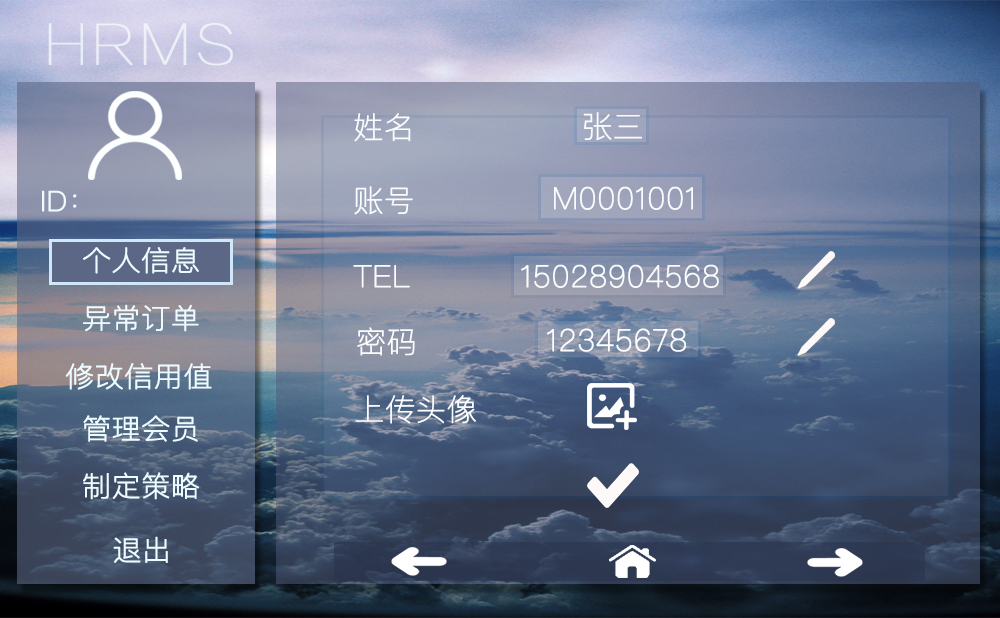 HRMS
ID：
个人信息
异常订单
修改信用值
管理会员
制定策略
退出
姓名 张三
账号 M0001001
TEL 15028904568
密码 12345678
上传头像